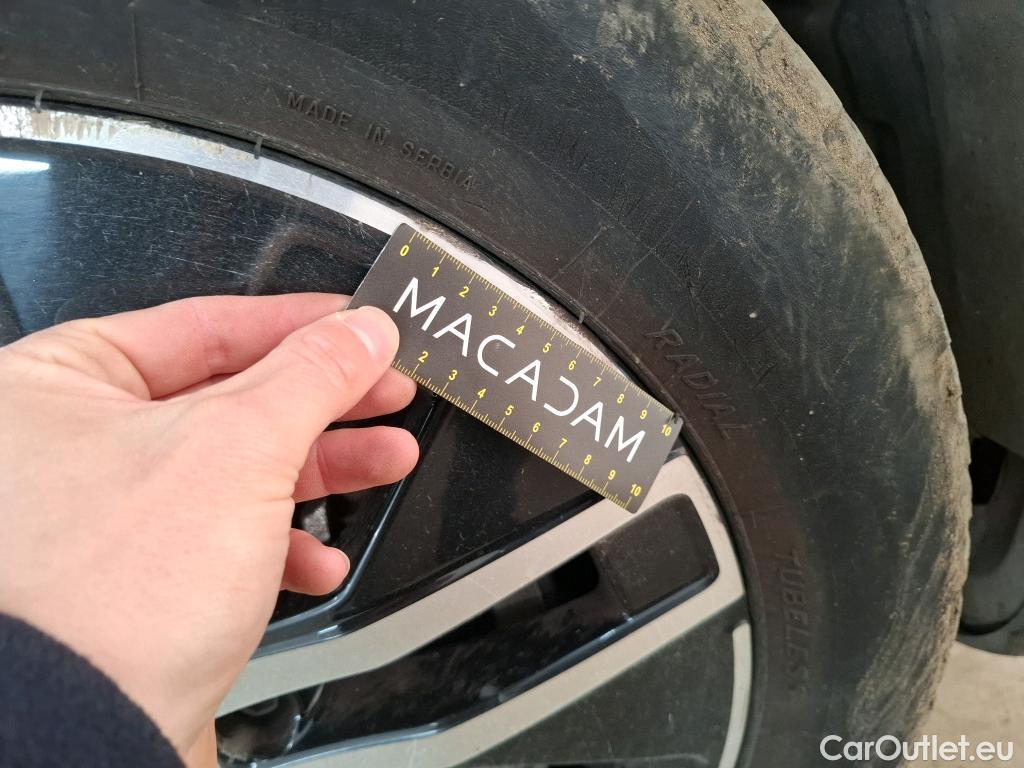 MADE IN SERBIA
0 1 2 3 4 5 6 7 8 9 10
MACADAM
2 3 4 5 6 7 8 9 10
RADIAL
TUBELESS
CarOutlet.eu